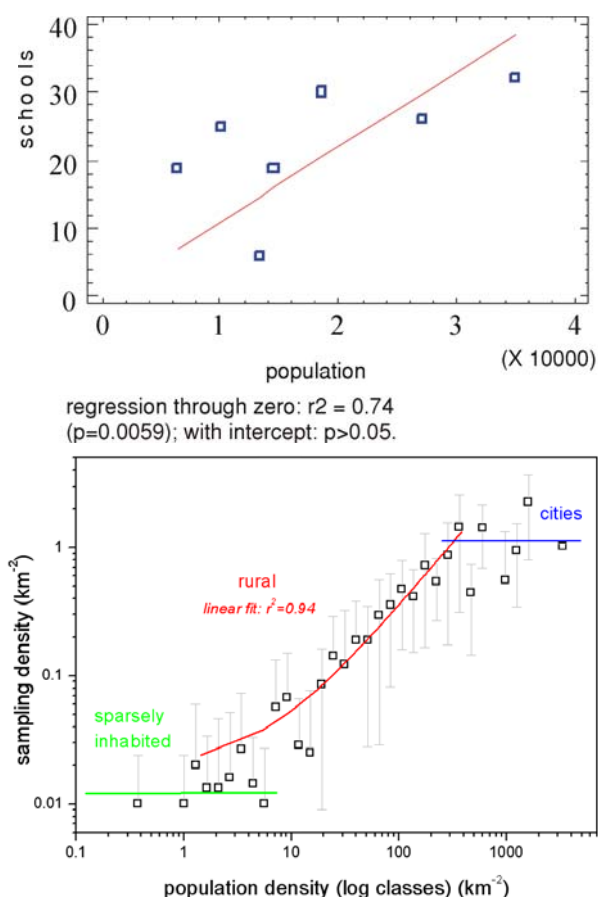 40
30
20
10
0
schools
0 1 2 3 4
(X 10000)
population
regression through zero: r2 = 0.74
(p=0.0059); with intercept: p>0.05.
cities
1
rural
linear fit: r²=0.94
sampling density (km⁻²)
0.1
sparsely
inhabited
0.01
0.1 1 10 100 1000
population density (log classes) (km⁻²)